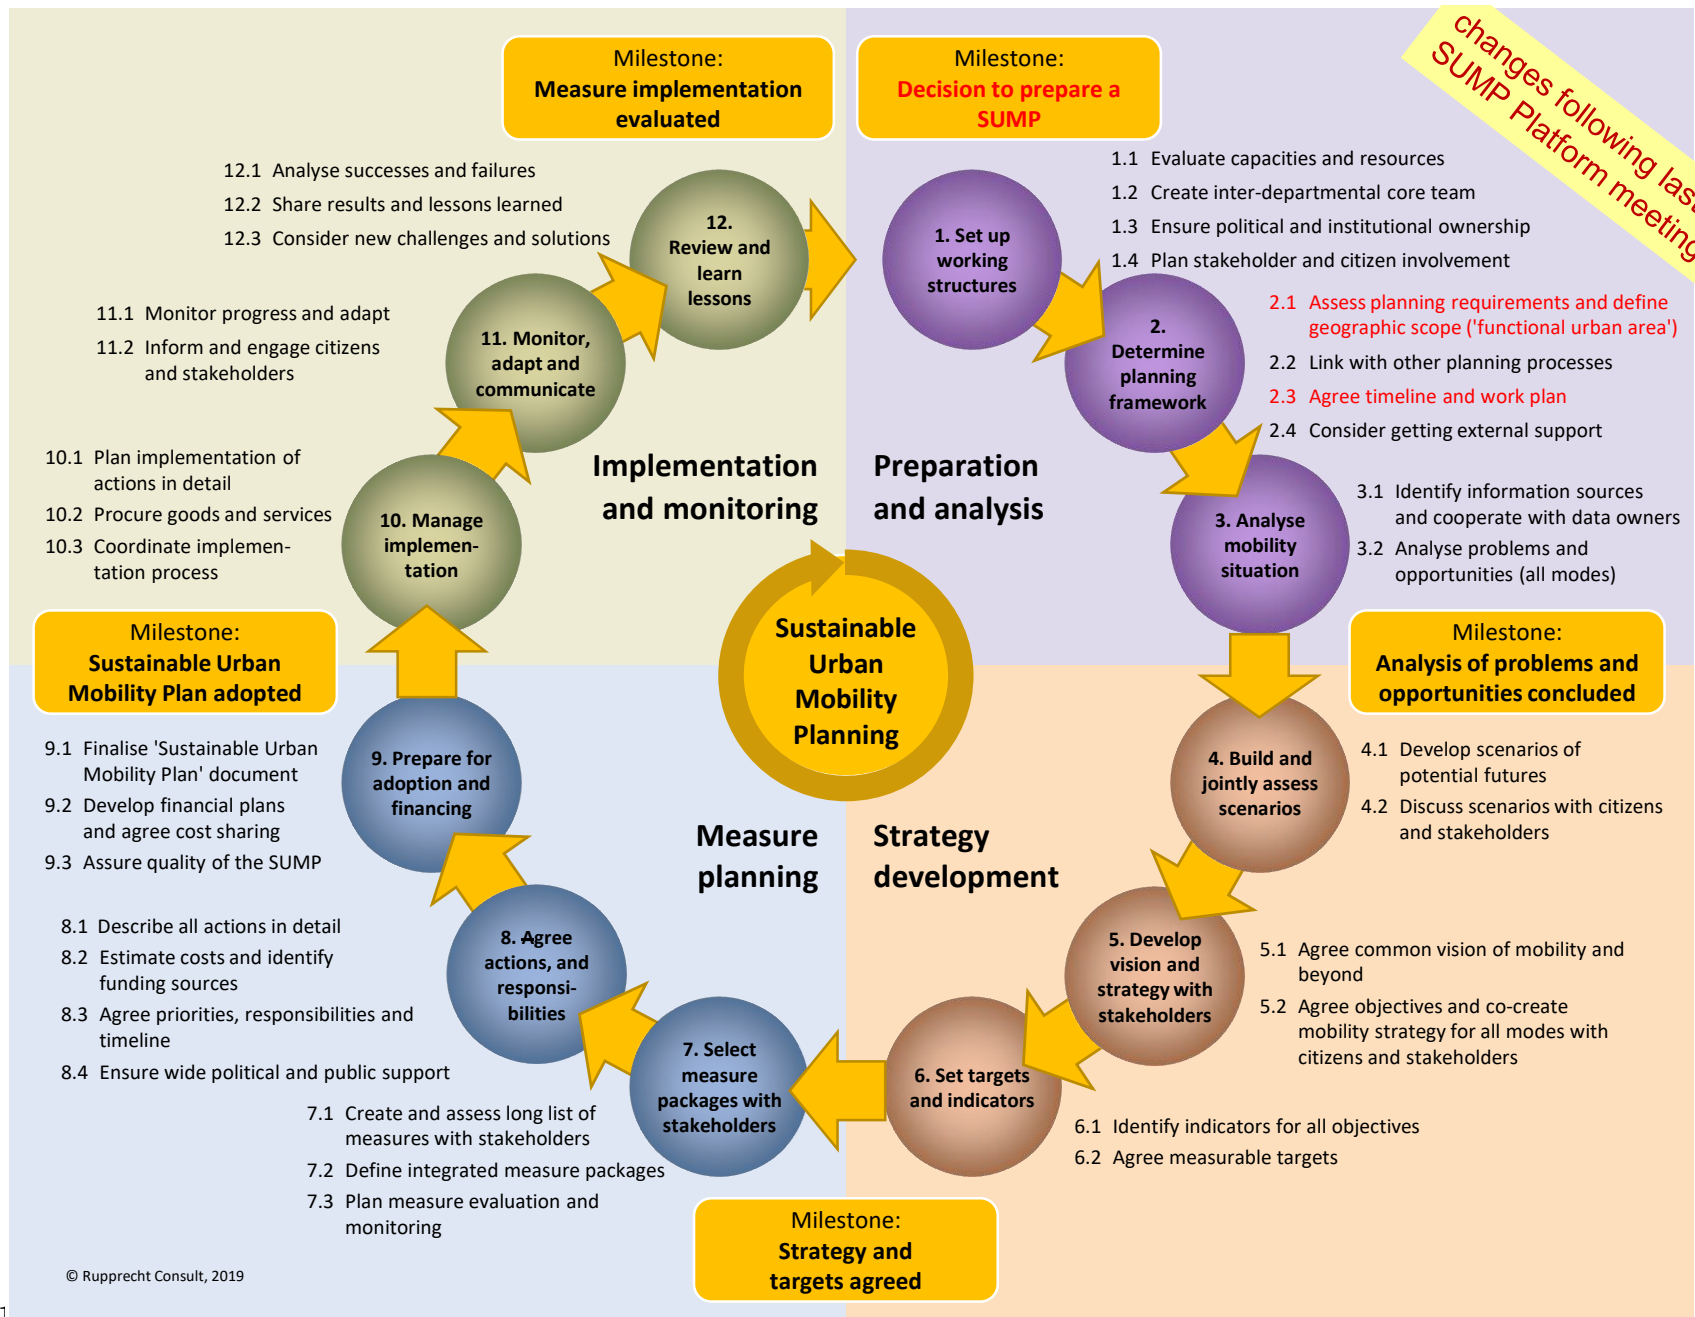 changes following last
SUMP Platform meeting
Milestone:
Measure implementation
evaluated
Milestone:
Decision to prepare a
SUMP
12.1 Analyse successes and failures
12.2 Share results and lessons learned
12.3 Consider new challenges and solutions
12.
Review and
learn
lessons
1. Set up
working
structures
1.1 Evaluate capacities and resources
1.2 Create inter-departmental core team
1.3 Ensure political and institutional ownership
1.4 Plan stakeholder and citizen involvement
11.1 Monitor progress and adapt
11.2 Inform and engage citizens
and stakeholders
11. Monitor,
adapt and
communicate
2.
Determine
planning
framework
2.1 Assess planning requirements and define
geographic scope ('functional urban area')
2.2 Link with other planning processes
2.3 Agree timeline and work plan
2.4 Consider getting external support
10.1 Plan implementation of
actions in detail
10.2 Procure goods and services
10.3 Coordinate implemen-
tation process
10. Manage
implemen-
tation
Implementation
and monitoring
Preparation
and analysis
3. Analyse
mobility
situation
3.1 Identify information sources
and cooperate with data owners
3.2 Analyse problems and
opportunities (all modes)
Milestone:
Sustainable Urban
Mobility Plan adopted
Sustainable
Urban
Mobility
Planning
Milestone:
Analysis of problems and
opportunities concluded
9.1 Finalise 'Sustainable Urban
Mobility Plan' document
9.2 Develop financial plans
and agree cost sharing
9.3 Assure quality of the SUMP
9. Prepare for
adoption and
financing
4. Build and
jointly assess
scenarios
4.1 Develop scenarios of
potential futures
4.2 Discuss scenarios with citizens
and stakeholders
Measure
planning
Strategy
development
8.1 Describe all actions in detail
8.2 Estimate costs and identify
funding sources
8.3 Agree priorities, responsibilities and
timeline
8.4 Ensure wide political and public support
8. Agree
actions, and
responsi-
bilities
5. Develop
vision and
strategy with
stakeholders
5.1 Agree common vision of mobility and
beyond
5.2 Agree objectives and co-create
mobility strategy for all modes with
citizens and stakeholders
7. Select
measure
packages with
stakeholders
6. Set targets
and indicators
7.1 Create and assess long list of
measures with stakeholders
7.2 Define integrated measure packages
7.3 Plan measure evaluation and
monitoring
6.1 Identify indicators for all objectives
6.2 Agree measurable targets
Milestone:
Strategy and
targets agreed
© Rupprecht Consult, 2019
1